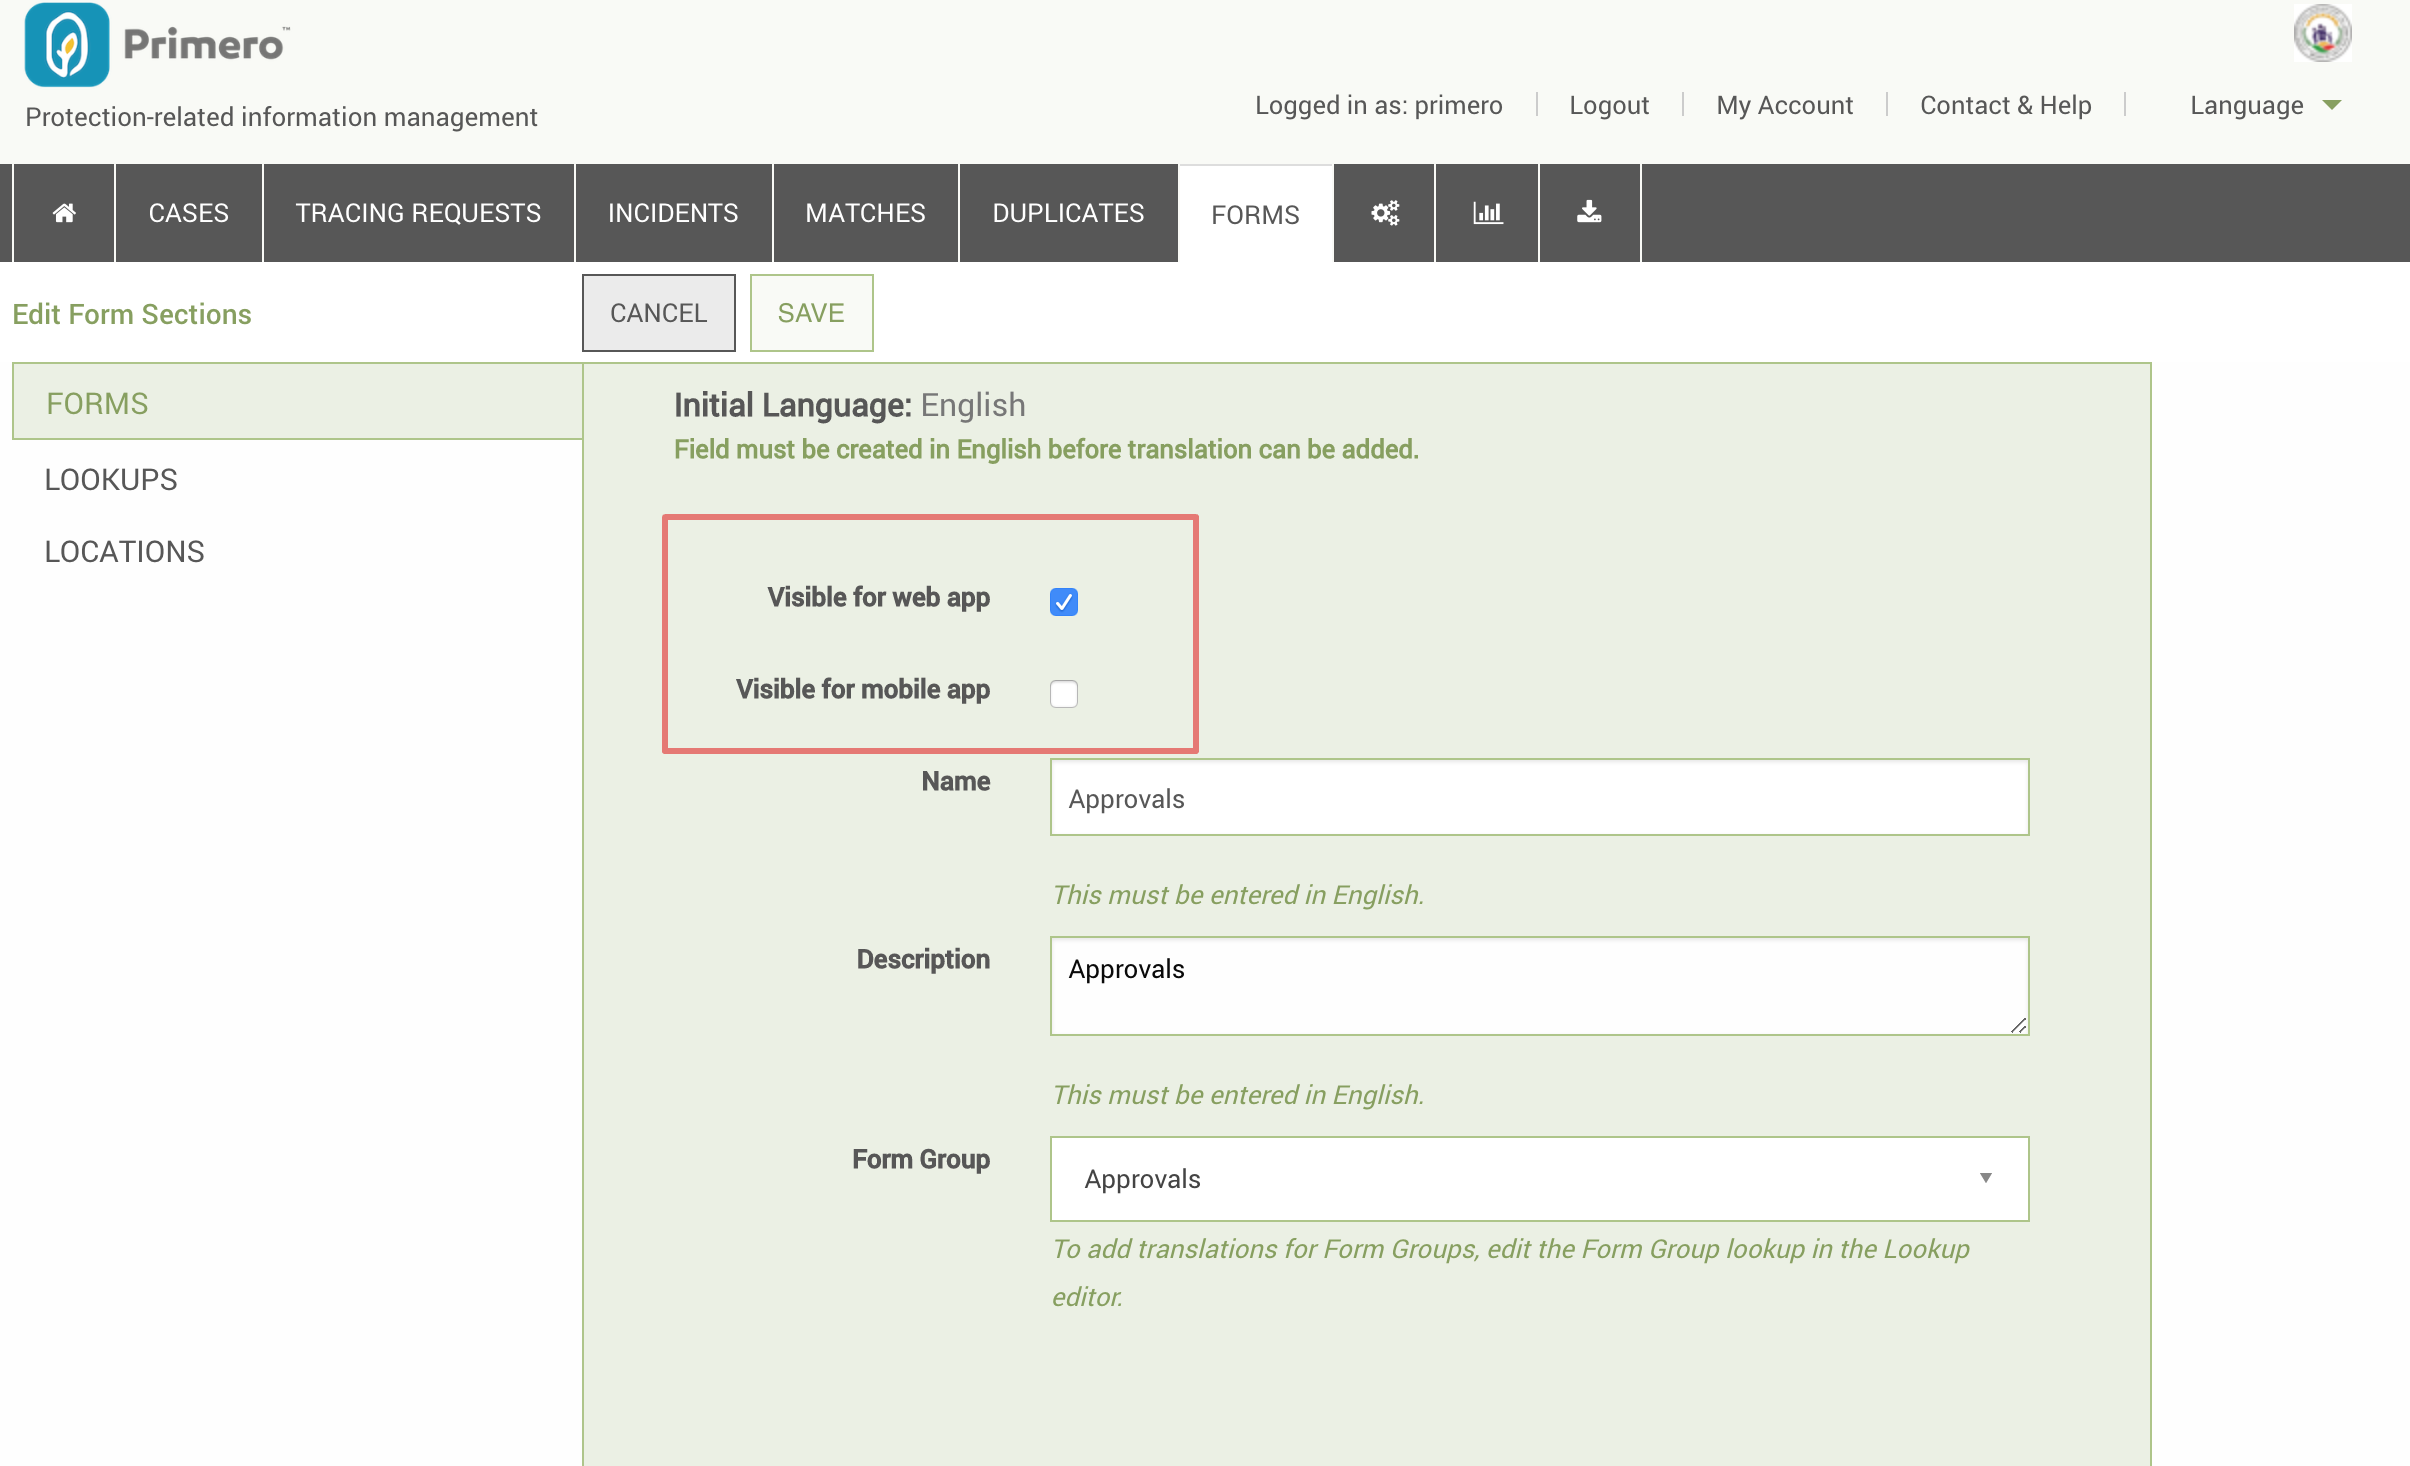 Primero™
Protection-related information management
Logged in as: primero
Logout
My Account
Contact & Help
Language
CASES
TRACING REQUESTS
INCIDENTS
MATCHES
DUPLICATES
FORMS
Edit Form Sections
CANCEL
SAVE
FORMS
LOOKUPS
LOCATIONS
Initial Language: English
Field must be created in English before translation can be added.
Visible for web app
Visible for mobile app
Name
Approvals
This must be entered in English.
Description
Approvals
This must be entered in English.
Form Group
Approvals
To add translations for Form Groups, edit the Form Group lookup in the Lookup
editor.